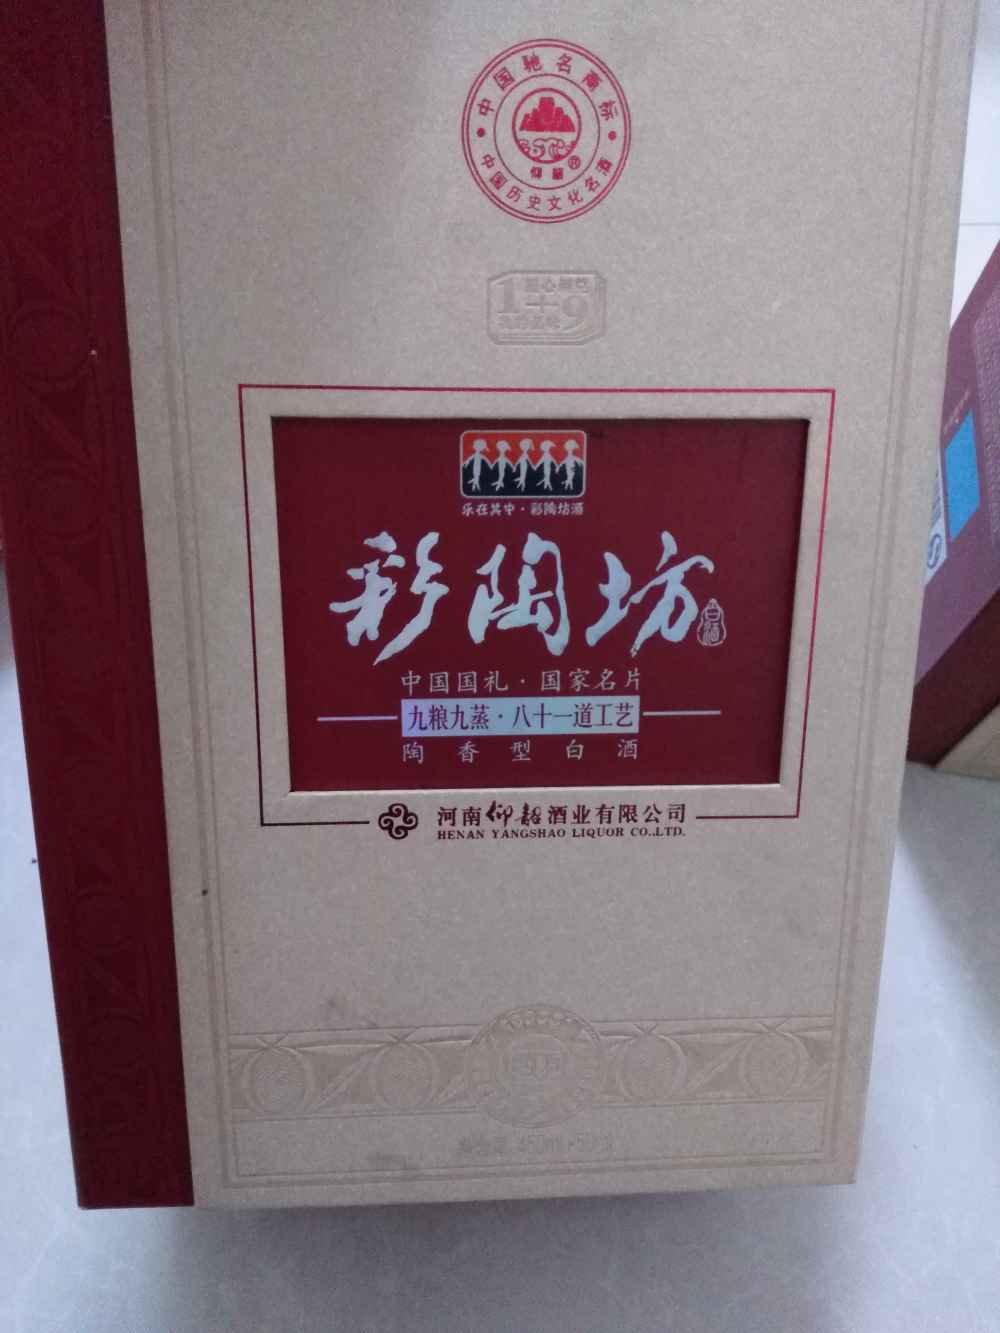 中国驰名商标
仰韶®
中国历史文化名酒
1+9
乐在其中·彩陶坊酒
彩陶坊
白酒
中国国礼·国家名片
九粮九蒸·八十一道工艺
陶香型白酒
河南仰韶酒业有限公司
HENAN YANGSHAO LIQUOR CO.,LTD.
450ml